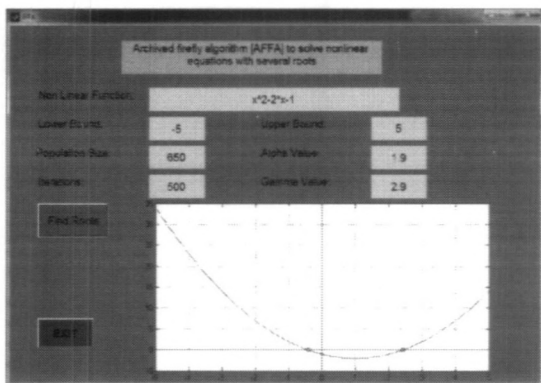 Archived firefly algorithm [AFFA] to solve nonlinear
equations with several roots
Non Linear Function: x^2-2*x-1
Lower Bound: -5 Upper Bound: 5
Population Size: 650 Alpha Value: 1.9
Iterations: 500 Gamma Value: 2.9
Find Roots
EXIT